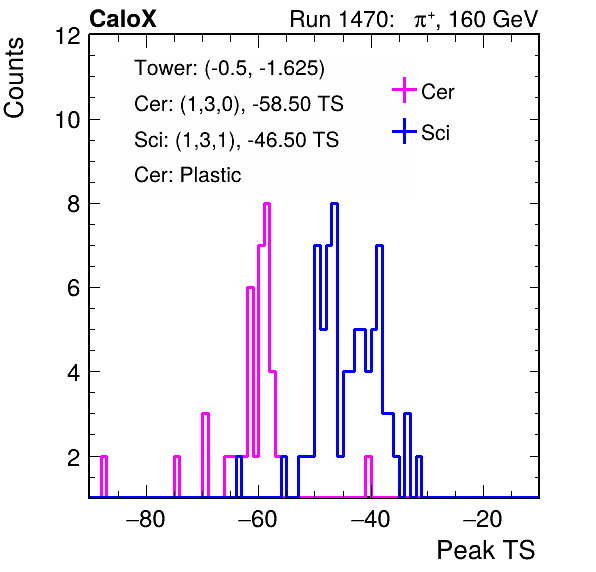 CaloX Run 1470: π⁺, 160 GeV
Counts
12
10
8
6
4
2
Tower: (-0.5, -1.625)
Cer: (1,3,0), -58.50 TS
Sci: (1,3,1), -46.50 TS
Cer: Plastic
Cer
Sci
−80 −60 −40 −20
Peak TS